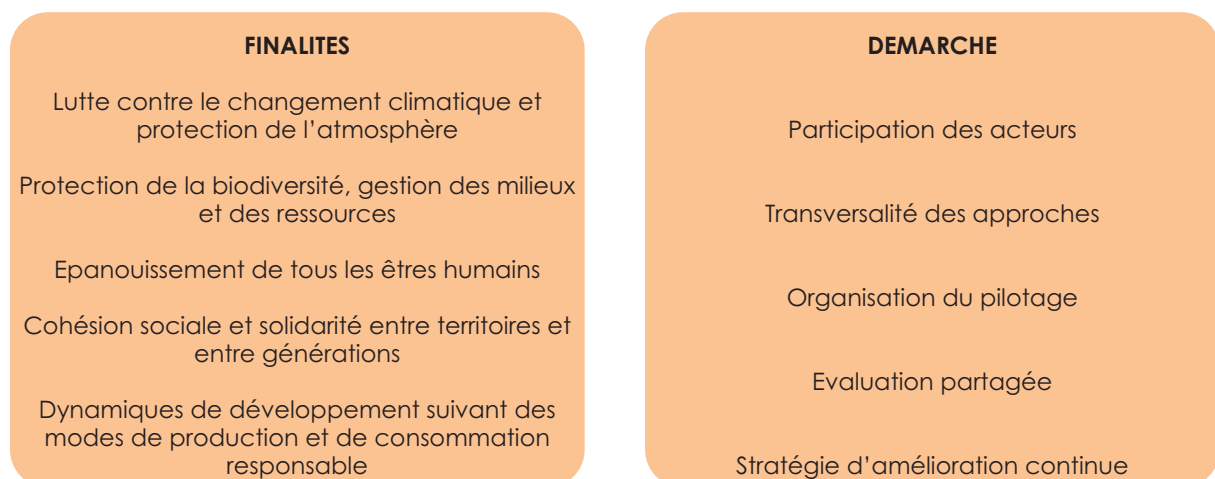 FINALITES
Lutte contre le changement climatique et
protection de l’atmosphère
Protection de la biodiversité, gestion des milieux
et des ressources
Epanouissement de tous les êtres humains
Cohésion sociale et solidarité entre territoires et
entre générations
Dynamiques de développement suivant des
modes de production et de consommation
responsable
DEMARCHE
Participation des acteurs
Transversalité des approches
Organisation du pilotage
Evaluation partagée
Stratégie d’amélioration continue